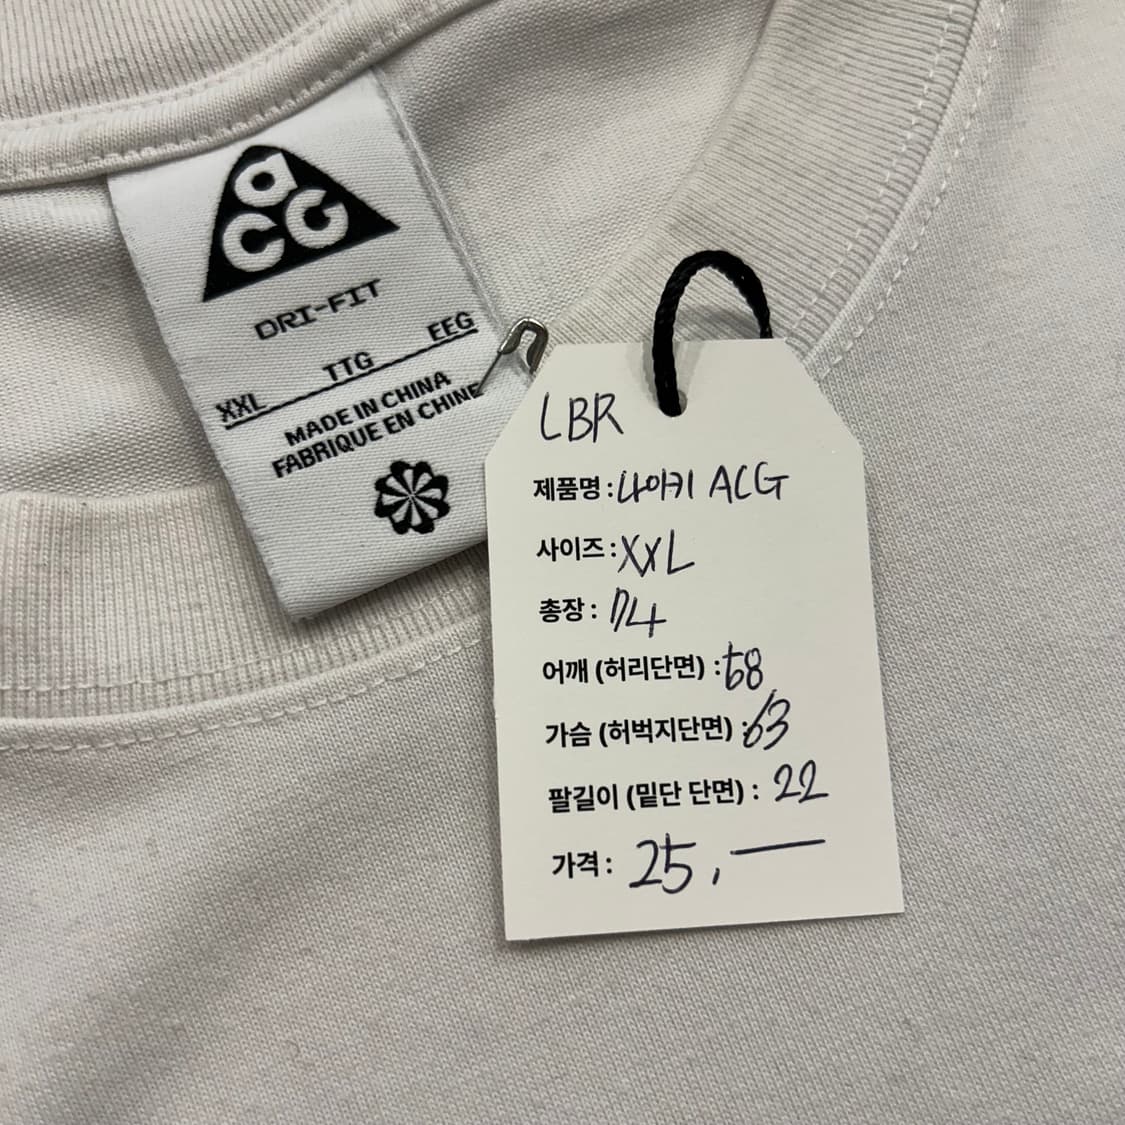 aCG
DRI-FIT
XXL TTG EEG
MADE IN CHINA
FABRIQUE EN CHINE
LBR
제품명 : 나이키 ACG
사이즈 : XXL
총장 : 74
어깨 (허리단면) : 58
가슴 (허벅지단면) : 63
팔길이 (밑단 단면) : 22
가격 : 25,—